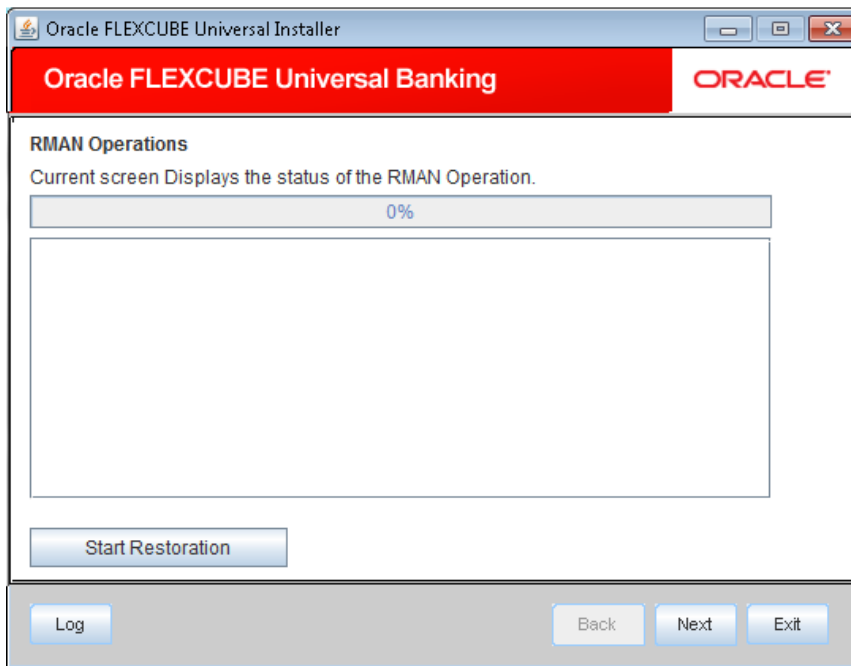 Oracle FLEXCUBE Universal Installer
Oracle FLEXCUBE Universal Banking
ORACLE
RMAN Operations
Current screen Displays the status of the RMAN Operation.
0%
Start Restoration
Log
Back
Next
Exit